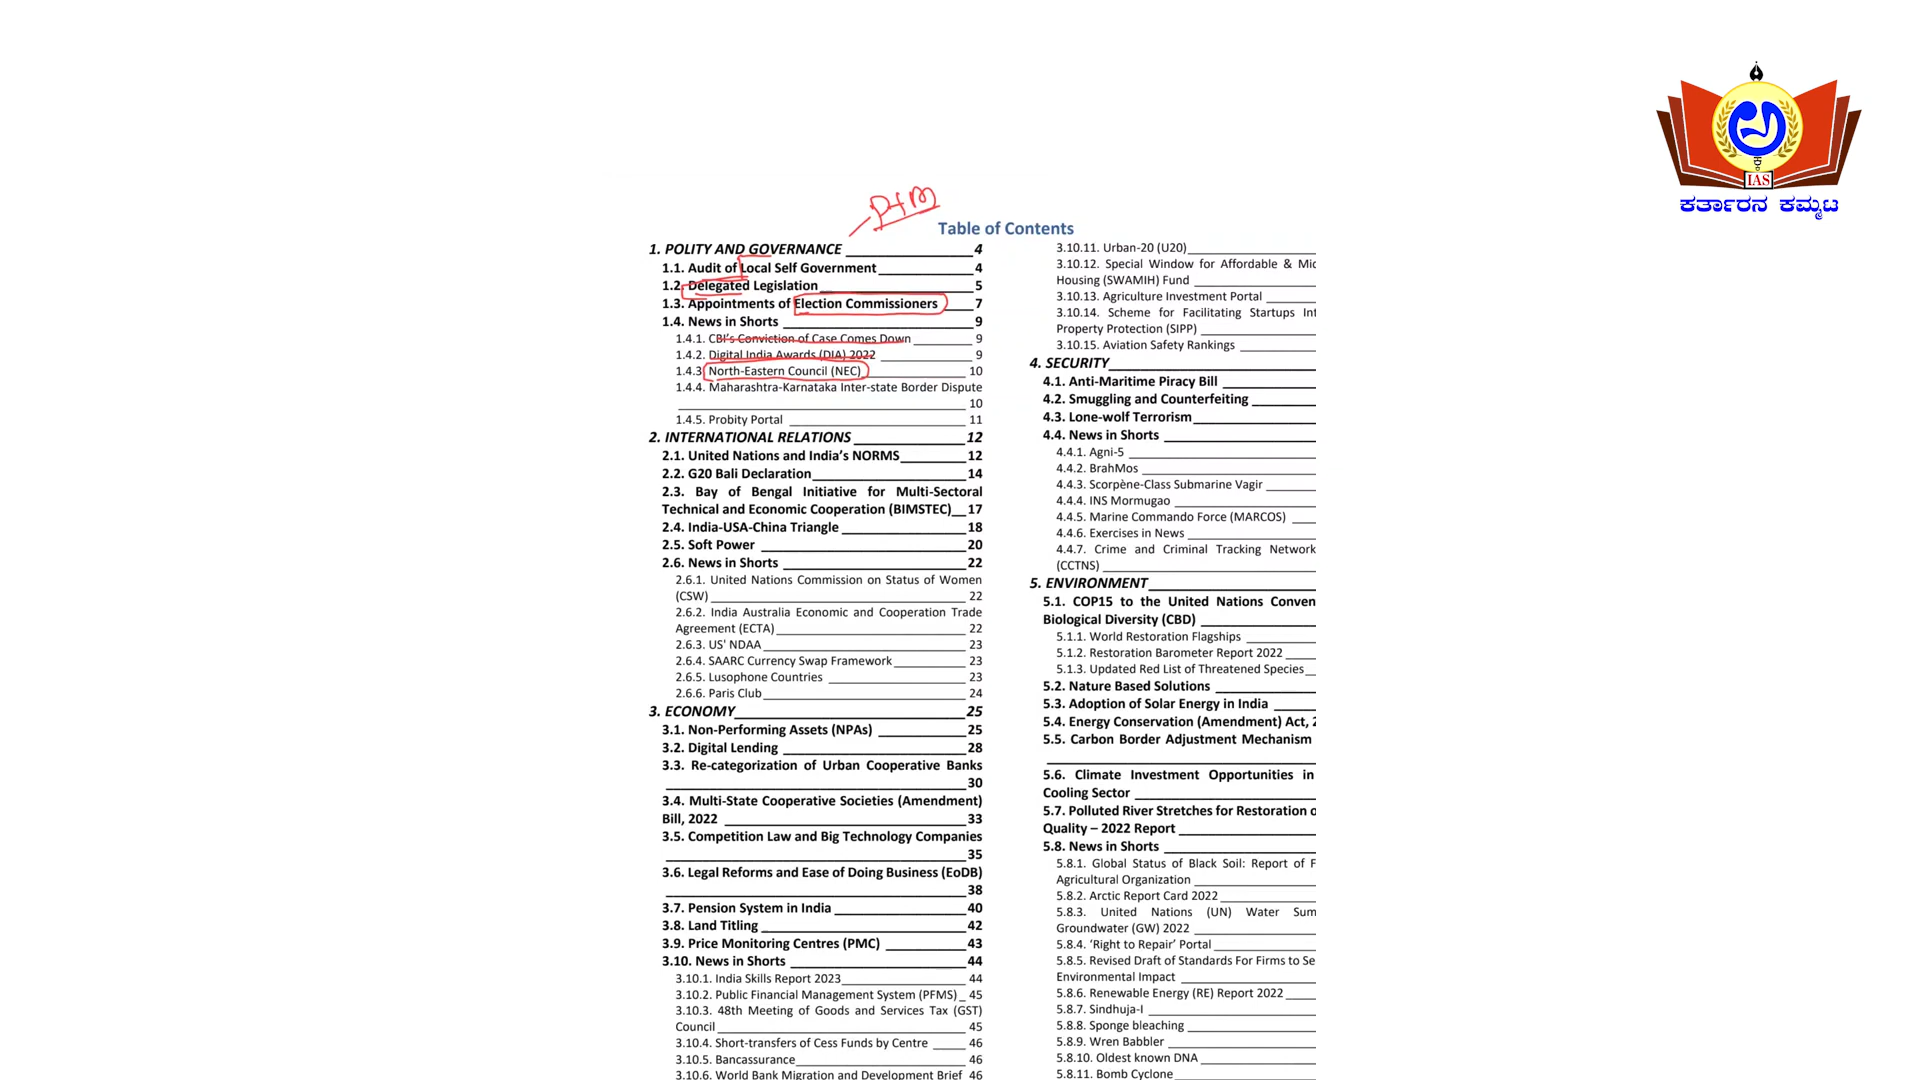 P+M
Table of Contents
1. POLITY AND GOVERNANCE 4
1.1. Audit of Local Self Government 4
1.2. Delegated Legislation 5
1.3. Appointments of Election Commissioners 7
1.4. News in Shorts 9
1.4.1. CBI's Conviction of Case Comes Down 9
1.4.2. Digital India Awards (DIA) 2022 9
1.4.3. North-Eastern Council (NEC) 10
1.4.4. Maharashtra-Karnataka Inter-state Border Dispute
10
1.4.5. Probity Portal 11
2. INTERNATIONAL RELATIONS 12
2.1. United Nations and India's NORMS 12
2.2. G20 Bali Declaration 14
2.3. Bay of Bengal Initiative for Multi-Sectoral
Technical and Economic Cooperation (BIMSTEC) 17
2.4. India-USA-China Triangle 18
2.5. Soft Power 20
2.6. News in Shorts 22
2.6.1. United Nations Commission on Status of Women
(CSW) 22
2.6.2. India Australia Economic and Cooperation Trade
Agreement (ECTA) 22
2.6.3. US' NDAA 23
2.6.4. SAARC Currency Swap Framework 23
2.6.5. Lusophone Countries 23
2.6.6. Paris Club 24
3. ECONOMY 25
3.1. Non-Performing Assets (NPAs) 25
3.2. Digital Lending 28
3.3. Re-categorization of Urban Cooperative Banks
30
3.4. Multi-State Cooperative Societies (Amendment)
Bill, 2022 33
3.5. Competition Law and Big Technology Companies
35
3.6. Legal Reforms and Ease of Doing Business (EoDB)
38
3.7. Pension System in India 40
3.8. Land Titling 42
3.9. Price Monitoring Centres (PMC) 43
3.10. News in Shorts 44
3.10.1. India Skills Report 2023 44
3.10.2. Public Financial Management System (PFMS) 45
3.10.3. 48th Meeting of Goods and Services Tax (GST)
Council 45
3.10.4. Short-transfers of Cess Funds by Centre 46
3.10.5. Bancassurance 46
3.10.6. World Bank Migration and Development Brief 46
3.10.11. Urban-20 (U20)
3.10.12. Special Window for Affordable & Mid
Housing (SWAMIH) Fund
3.10.13. Agriculture Investment Portal
3.10.14. Scheme for Facilitating Startups Int
Property Protection (SIPP)
3.10.15. Aviation Safety Rankings
4. SECURITY
4.1. Anti-Maritime Piracy Bill
4.2. Smuggling and Counterfeiting
4.3. Lone-wolf Terrorism
4.4. News in Shorts
4.4.1. Agni-5
4.4.2. BrahMos
4.4.3. Scorpène-Class Submarine Vagir
4.4.4. INS Mormugao
4.4.5. Marine Commando Force (MARCOS)
4.4.6. Exercises in News
4.4.7. Crime and Criminal Tracking Network
(CCTNS)
5. ENVIRONMENT
5.1. COP15 to the United Nations Conven
Biological Diversity (CBD)
5.1.1. World Restoration Flagships
5.1.2. Restoration Barometer Report 2022
5.1.3. Updated Red List of Threatened Species
5.2. Nature Based Solutions
5.3. Adoption of Solar Energy in India
5.4. Energy Conservation (Amendment) Act, 2
5.5. Carbon Border Adjustment Mechanism
5.6. Climate Investment Opportunities in
Cooling Sector
5.7. Polluted River Stretches for Restoration o
Quality – 2022 Report
5.8. News in Shorts
5.8.1. Global Status of Black Soil: Report of F
Agricultural Organization
5.8.2. Arctic Report Card 2022
5.8.3. United Nations (UN) Water Sum
Groundwater (GW) 2022
5.8.4. 'Right to Repair' Portal
5.8.5. Revised Draft of Standards For Firms to Se
Environmental Impact
5.8.6. Renewable Energy (RE) Report 2022
5.8.7. Sindhuja-I
5.8.8. Sponge bleaching
5.8.9. Wren Babbler
5.8.10. Oldest known DNA
5.8.11. Bomb Cyclone
IAS
ಕರ್ತಾರನ ಕಮ್ಮಟ